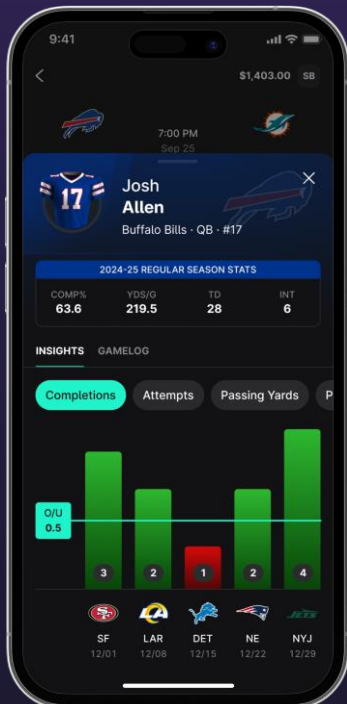 9:41
$1,403.00 SB
7:00 PM
Sep 25
17
Josh
Allen
Buffalo Bills · QB · #17
2024-25 REGULAR SEASON STATS
COMP% YDS/G TD INT
63.6 219.5 28 6
INSIGHTS GAMELOG
Completions Attempts Passing Yards P
O/U
0.5
3 2 1 2 4
JETS
SF LAR DET NE NYJ
12/01 12/08 12/15 12/22 12/29